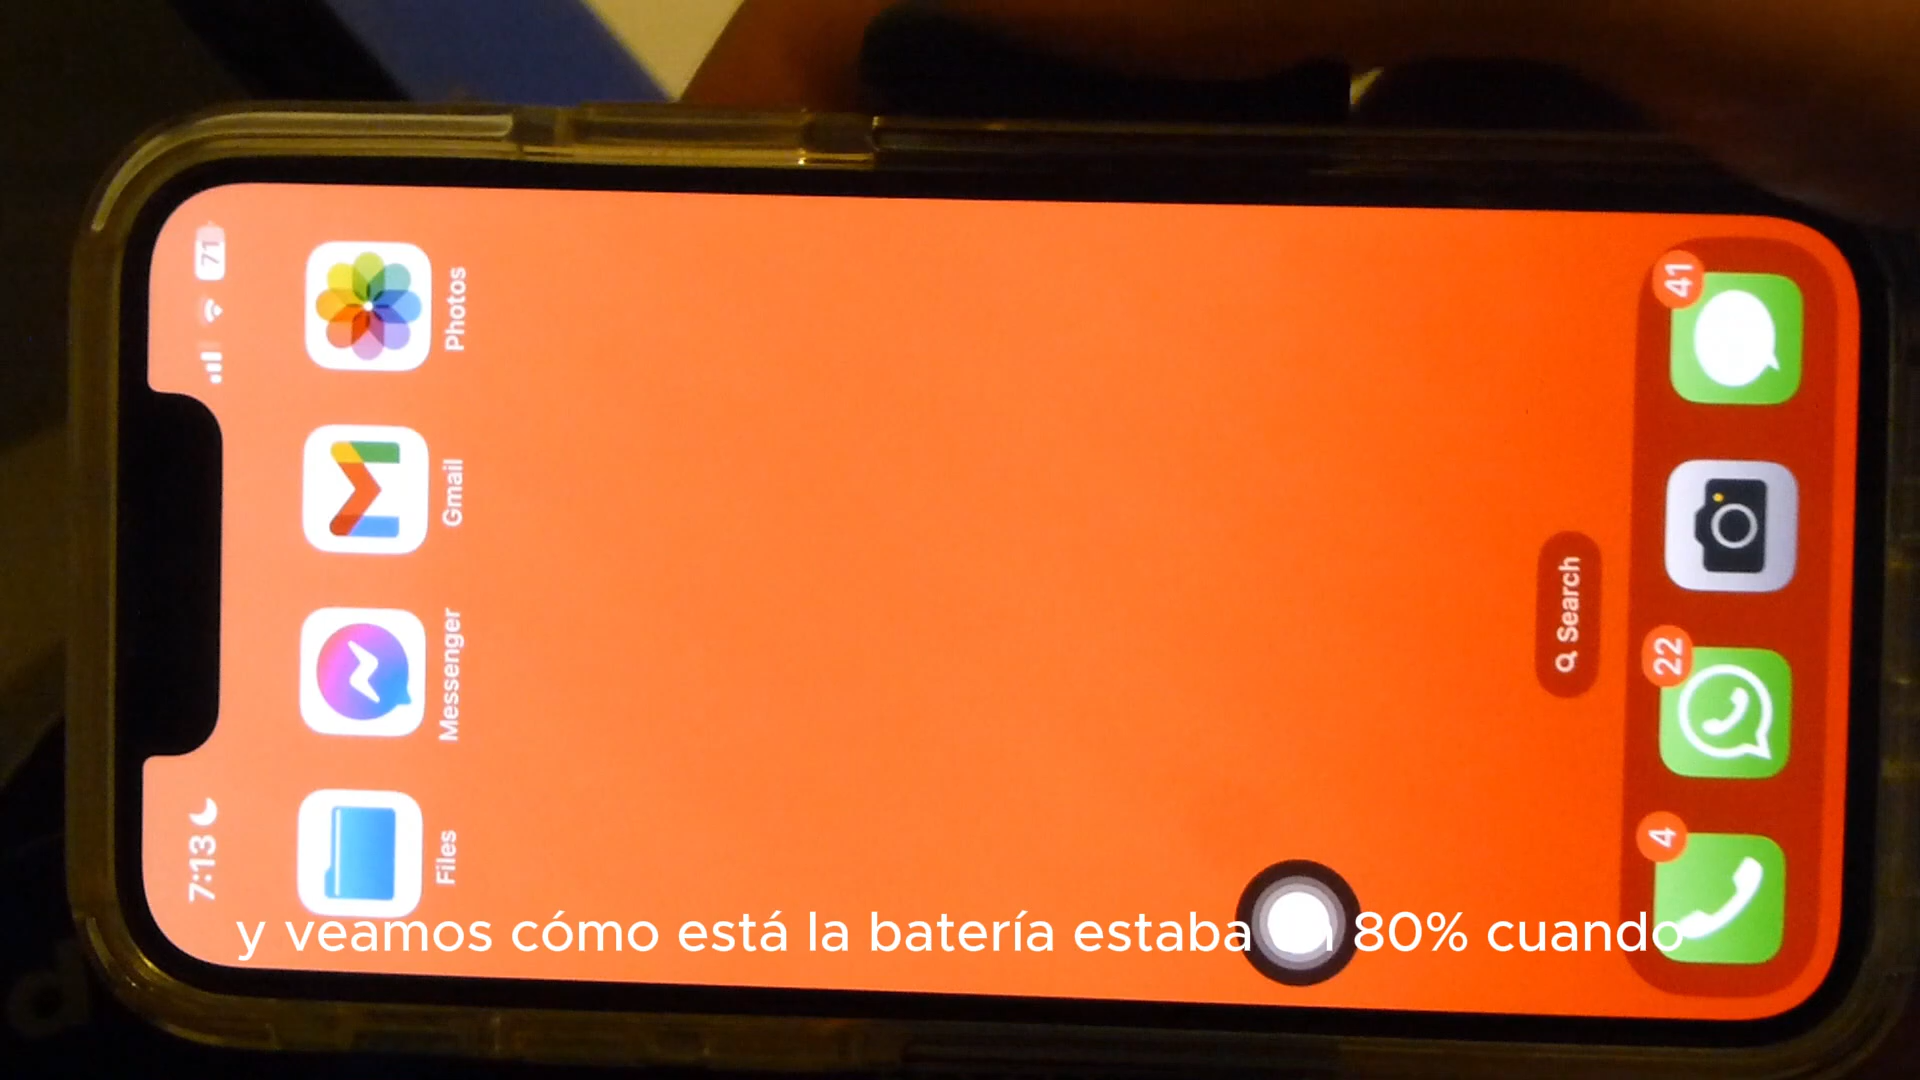 7:13
71
Files
Messenger
Gmail
Photos
Search
4
22
41
y veamos cómo está la batería estaba en 80% cuando